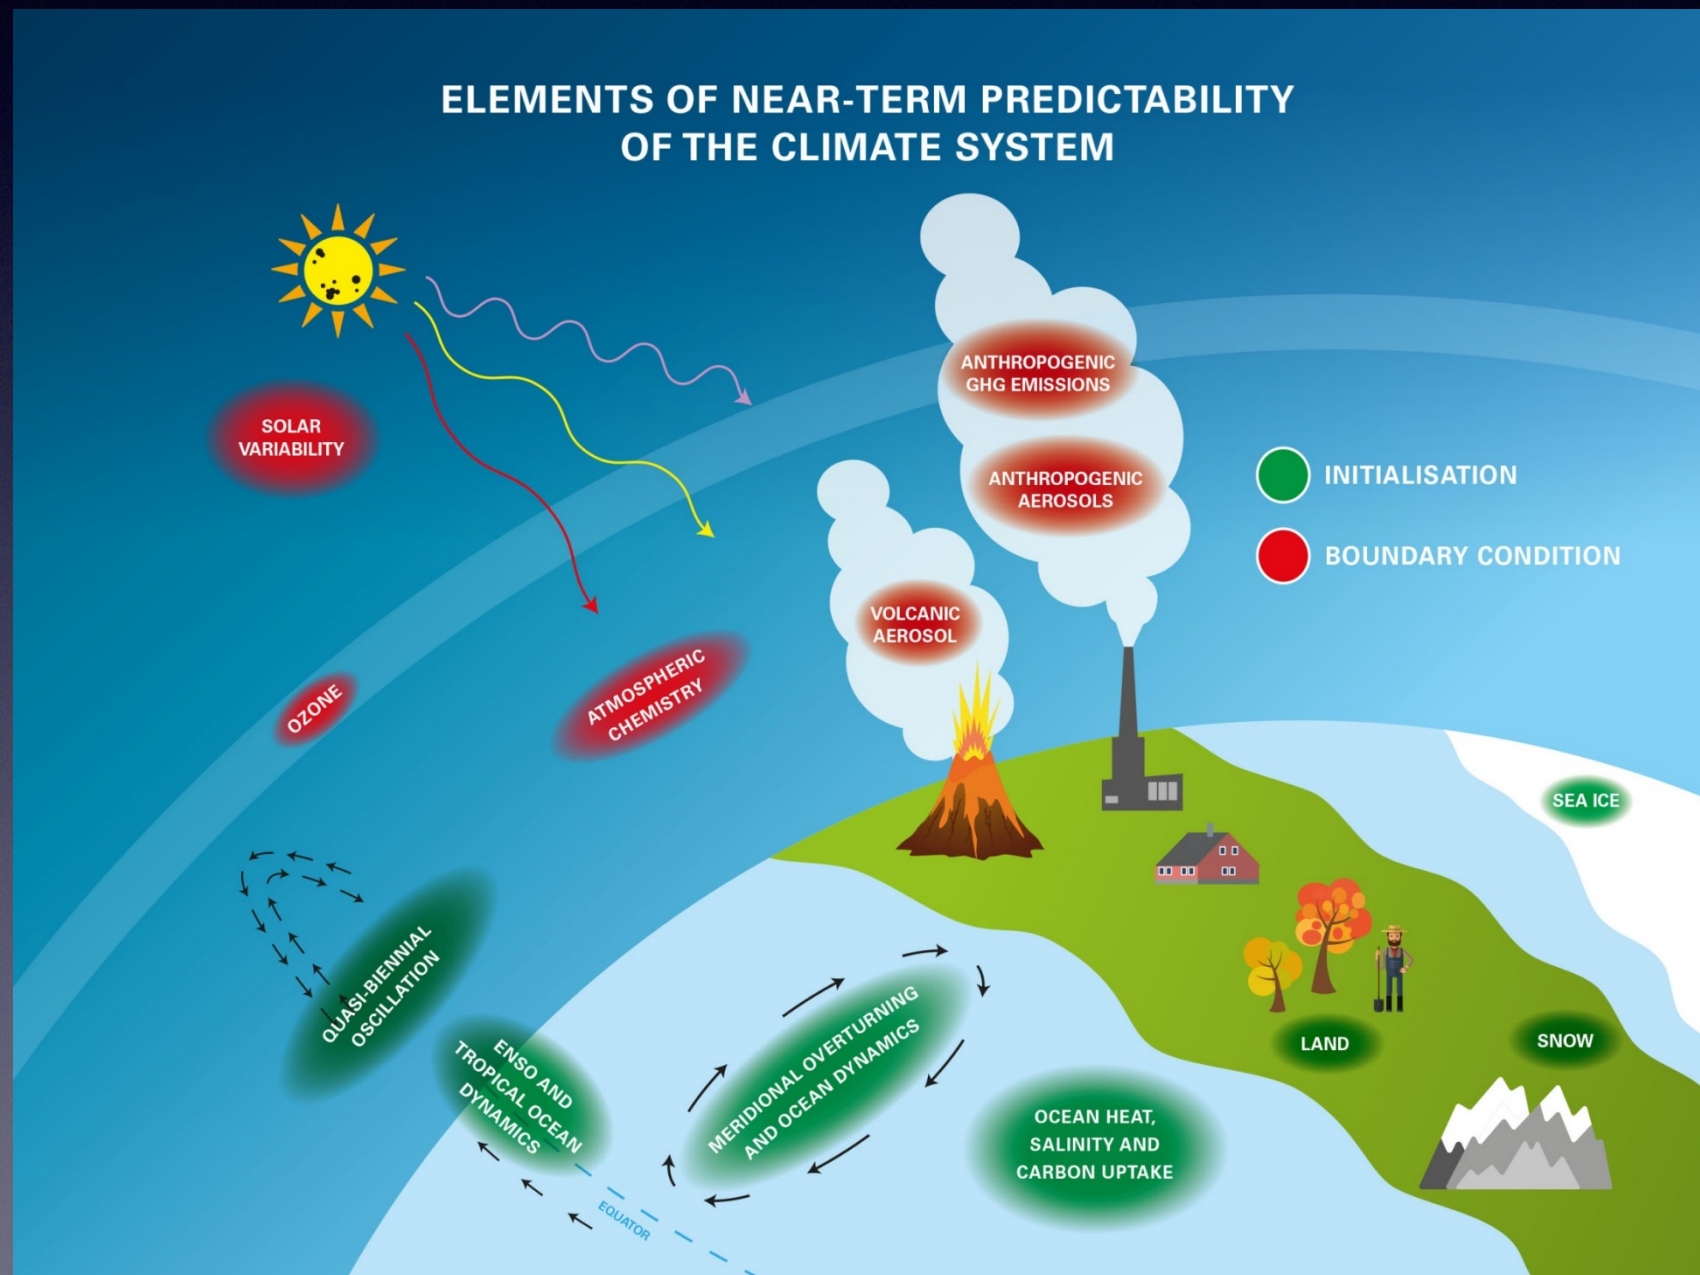 ELEMENTS OF NEAR-TERM PREDICTABILITY
OF THE CLIMATE SYSTEM
ANTHROPOGENIC
GHG EMISSIONS
SOLAR
VARIABILITY
ANTHROPOGENIC
AEROSOLS
INITIALISATION
BOUNDARY CONDITION
VOLCANIC
AEROSOL
OZONE
ATMOSPHERIC
CHEMISTRY
SEA ICE
QUASI-BIENNIAL
OSCILLATION
ENSO AND
TROPICAL OCEAN
DYNAMICS
MERIDIONAL OVERTURNING
AND OCEAN DYNAMICS
LAND
SNOW
OCEAN HEAT,
SALINITY AND
CARBON UPTAKE
EQUATOR